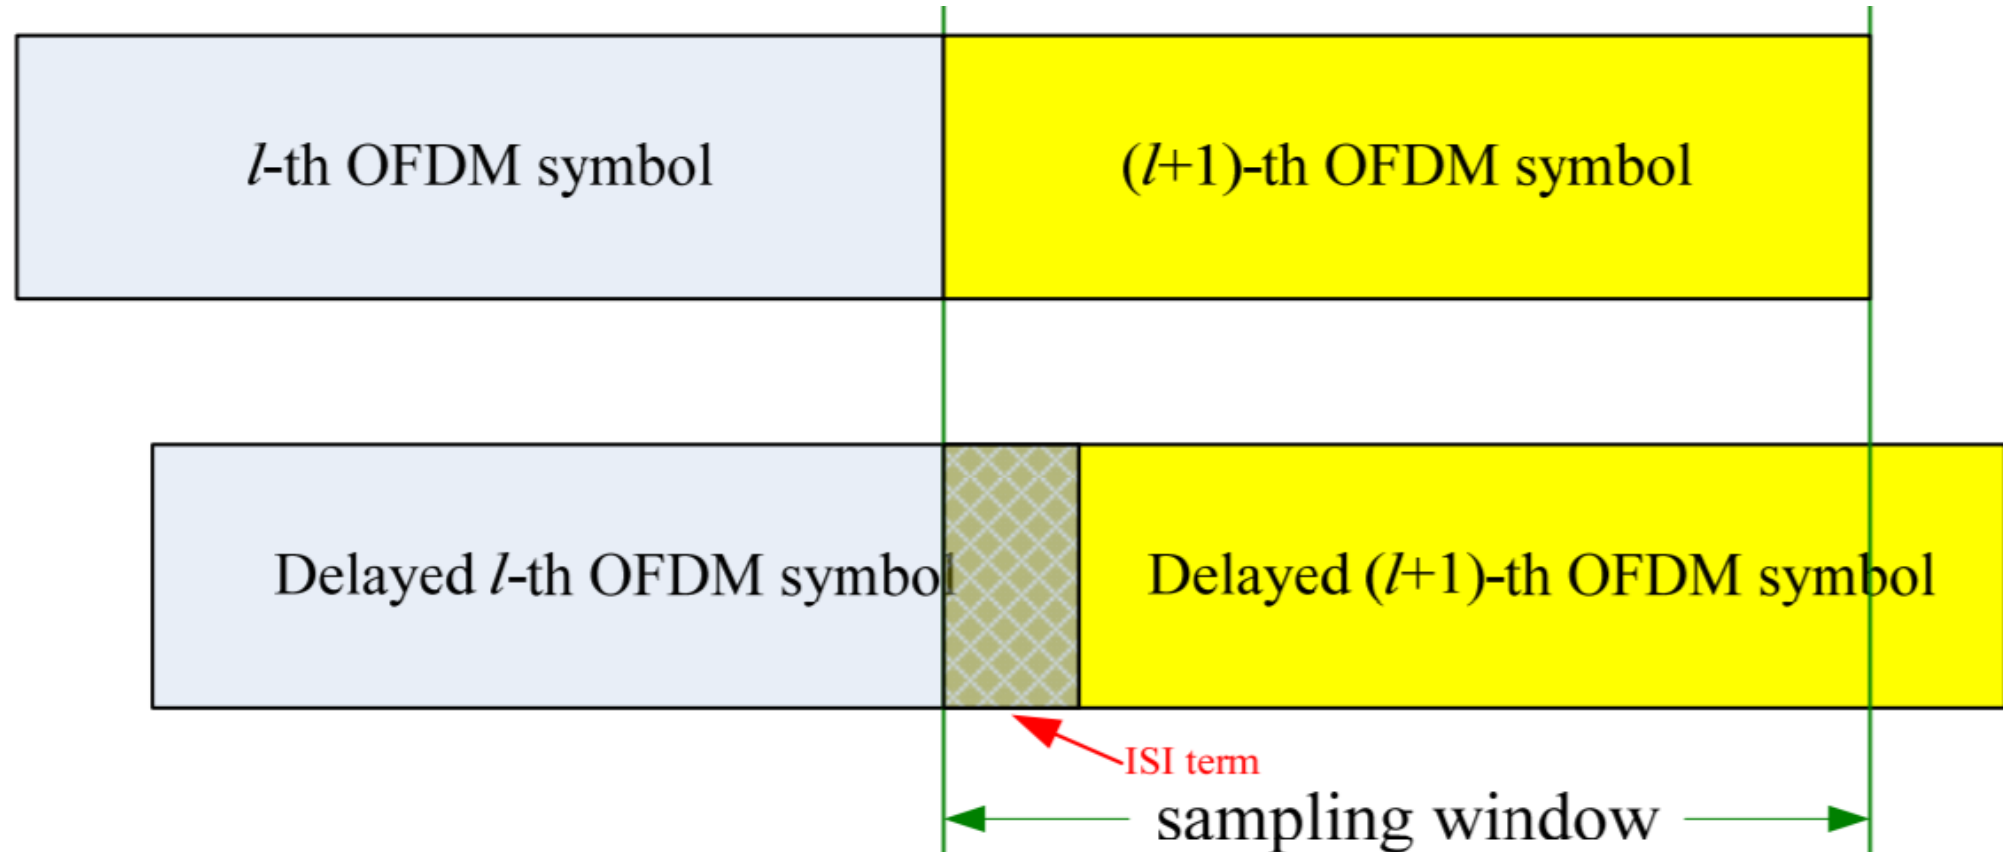 l-th OFDM symbol
(l+1)-th OFDM symbol
Delayed l-th OFDM symbol
Delayed (l+1)-th OFDM symbol
ISI term
sampling window